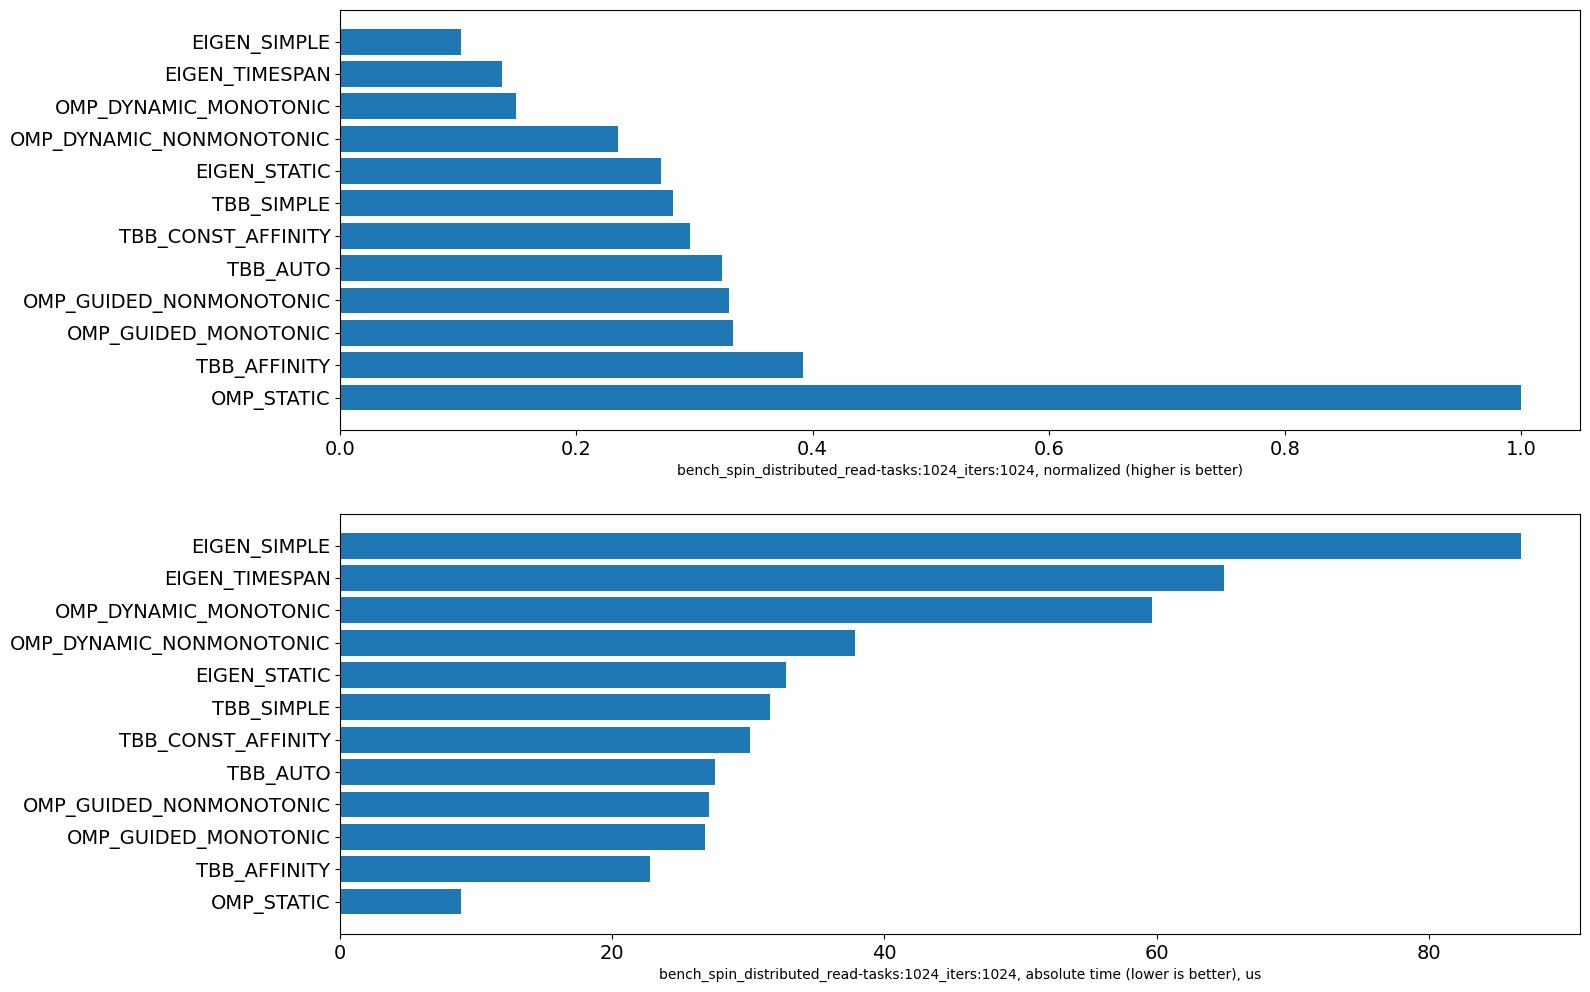 EIGEN_SIMPLE
EIGEN_TIMESPAN
OMP_DYNAMIC_MONOTONIC
OMP_DYNAMIC_NONMONOTONIC
EIGEN_STATIC
TBB_SIMPLE
TBB_CONST_AFFINITY
TBB_AUTO
OMP_GUIDED_NONMONOTONIC
OMP_GUIDED_MONOTONIC
TBB_AFFINITY
OMP_STATIC
0.0 0.2 0.4 0.6 0.8 1.0
bench_spin_distributed_read-tasks:1024_iters:1024, normalized (higher is better)
EIGEN_SIMPLE
EIGEN_TIMESPAN
OMP_DYNAMIC_MONOTONIC
OMP_DYNAMIC_NONMONOTONIC
EIGEN_STATIC
TBB_SIMPLE
TBB_CONST_AFFINITY
TBB_AUTO
OMP_GUIDED_NONMONOTONIC
OMP_GUIDED_MONOTONIC
TBB_AFFINITY
OMP_STATIC
0 20 40 60 80
bench_spin_distributed_read-tasks:1024_iters:1024, absolute time (lower is better), us